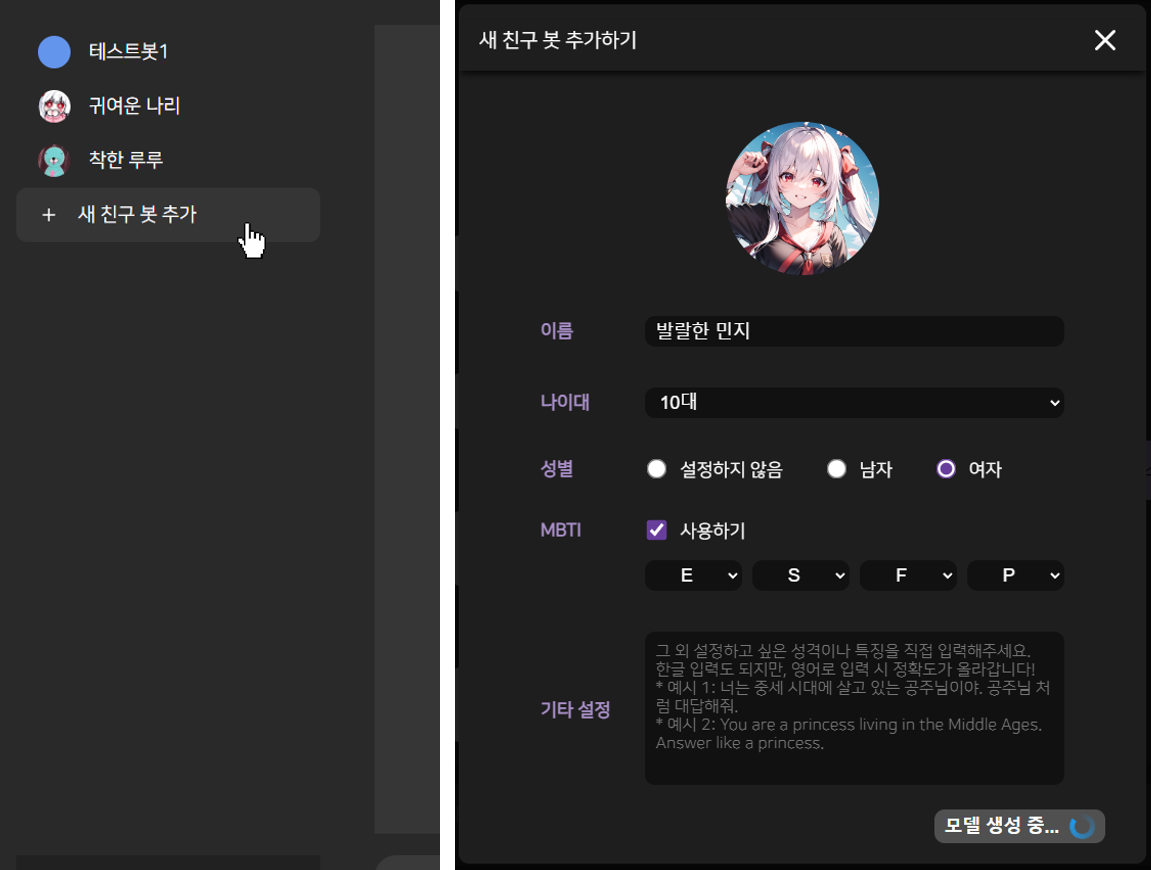 테스트봇1
귀여운 나리
착한 루루
+ 새 친구 봇 추가
새 친구 봇 추가하기
이름 발랄한 민지
나이대 10대
성별 설정하지 않음 남자 여자
MBTI 사용하기
E S F P
기타 설정
그 외 설정하고 싶은 성격이나 특징을 직접 입력해주세요.
한글 입력도 되지만, 영어로 입력 시 정확도가 올라갑니다!
* 예시 1: 너는 중세 시대에 살고 있는 공주님이야. 공주님 처
럼 대답해줘.
* 예시 2: You are a princess living in the Middle Ages.
Answer like a princess.
모델 생성 중...